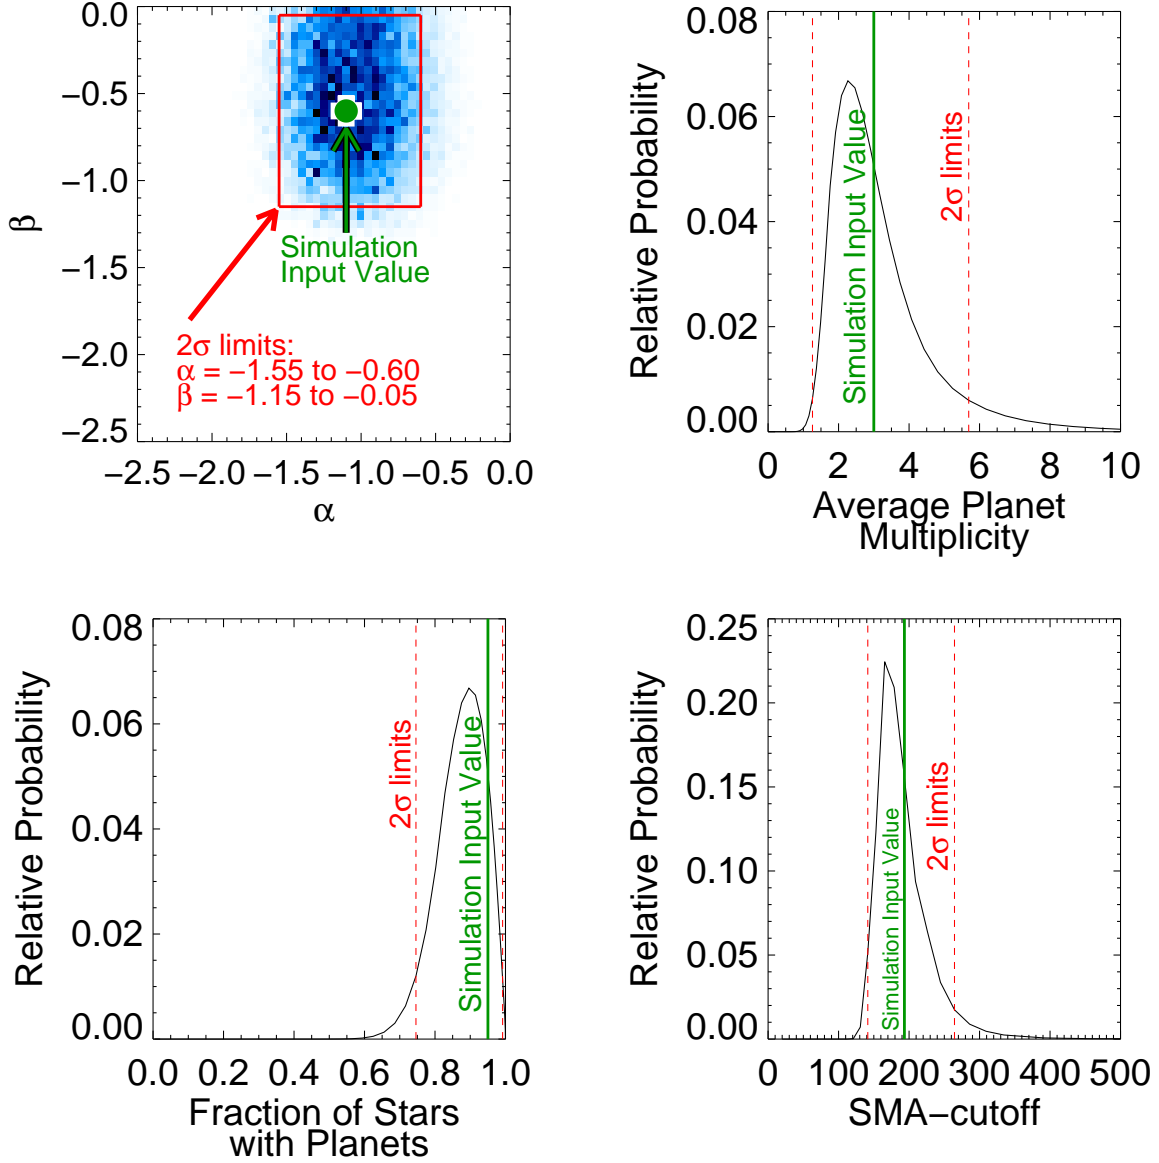 0.0
−0.5
−1.0
−1.5
−2.0
−2.5
β
Simulation
Input Value
2σ limits:
α = −1.55 to −0.60
β = −1.15 to −0.05
−2.5 −2.0 −1.5 −1.0 −0.5 0.0
α
0.08
0.06
0.04
0.02
0.00
Relative Probability
Simulation Input Value
2σ limits
0 2 4 6 8 10
Average Planet
Multiplicity
0.08
0.06
0.04
0.02
0.00
Relative Probability
2σ limits
Simulation Input Value
0.0 0.2 0.4 0.6 0.8 1.0
Fraction of Stars
with Planets
0.25
0.20
0.15
0.10
0.05
0.00
Relative Probability
Simulation Input Value
2σ limits
0 100 200 300 400 500
SMA−cutoff